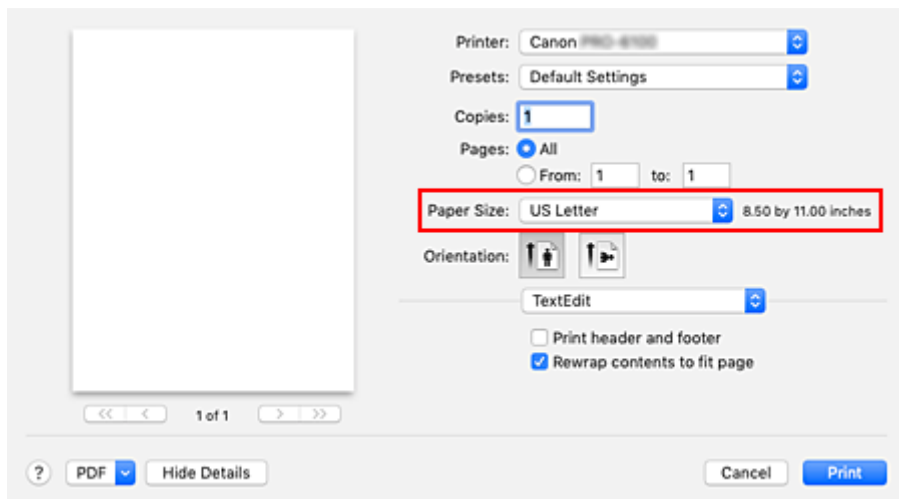 Printer: Canon
Presets: Default Settings
Copies: 1
Pages: All
From: 1 to: 1
Paper Size: US Letter 8.50 by 11.00 inches
Orientation:
TextEdit
Print header and footer
Rewrap contents to fit page
<< < 1 of 1 > >>
? PDF Hide Details Cancel Print